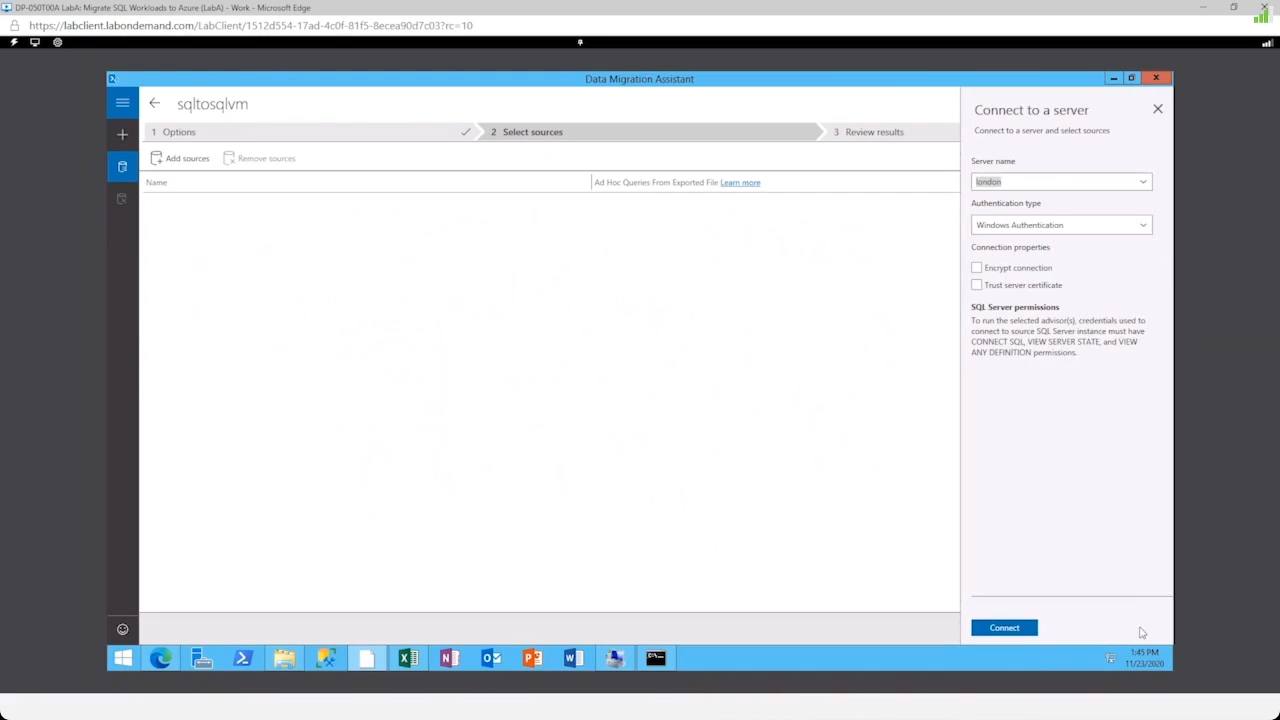 DP-050T00A LabA: Migrate SQL Workloads to Azure (LabA) - Work - Microsoft Edge
https://labclient.labondemand.com/LabClient/1512d554-17ad-4c0f-81f5-8ecea90d7c03?rc=10
Data Migration Assistant
sqltosqlvm
1 Options
2 Select sources
3 Review results
Add sources
Remove sources
Name
Ad Hoc Queries From Exported File Learn more
Connect to a server
Connect to a server and select sources
Server name
london
Authentication type
Windows Authentication
Connection properties
Encrypt connection
Trust server certificate
SQL Server permissions
To run the selected advisor(s), credentials used to
connect to source SQL Server instance must have
CONNECT SQL, VIEW SERVER STATE, and VIEW
ANY DEFINITION permissions.
Connect
1:45 PM
11/23/2020